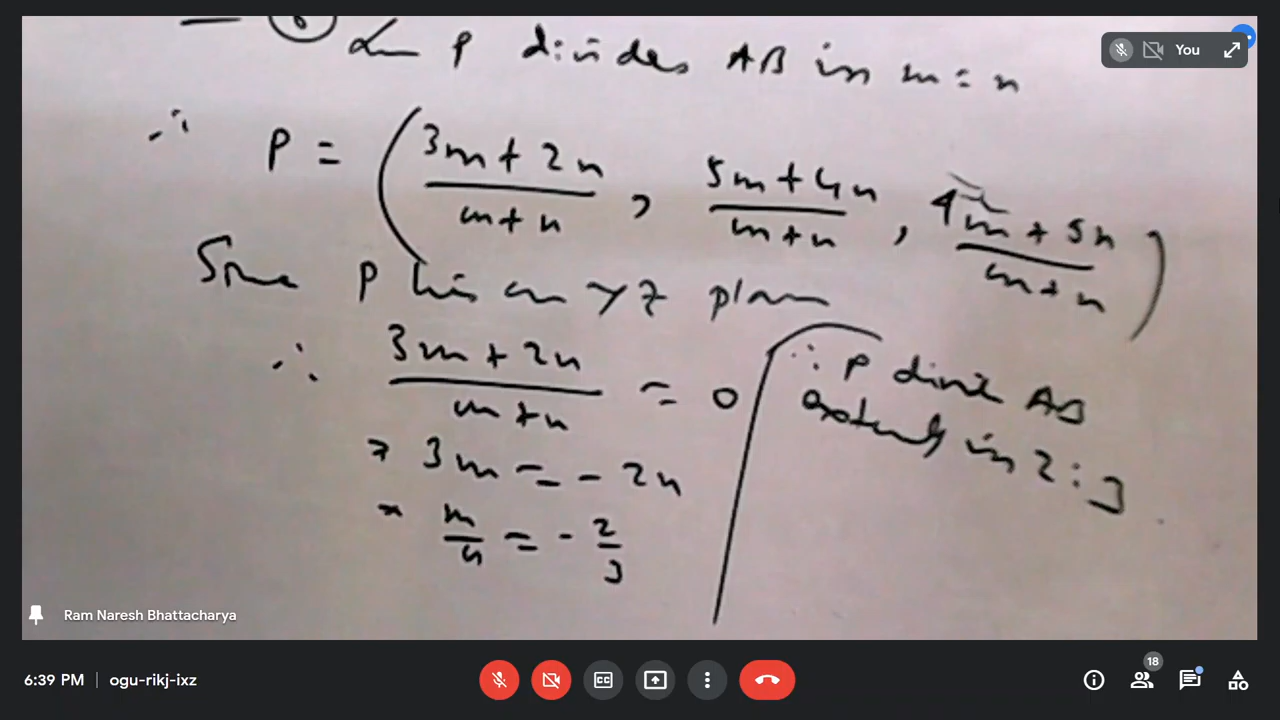 6
Let P divides AB in m:n
∴ P = ( (3m + 2n)/(m + n) , (5m + 4n)/(m + n) , (4m + 5n)/(m + n) )
Since P lies on YZ plane
∴ (3m + 2n)/(m + n) = 0
⇒ 3m = - 2n
⇒ m/n = - 2/3
∴ P divide AB
externally in 2:3
You
Ram Naresh Bhattacharya
6:39 PM | ogu-rikj-ixz
18